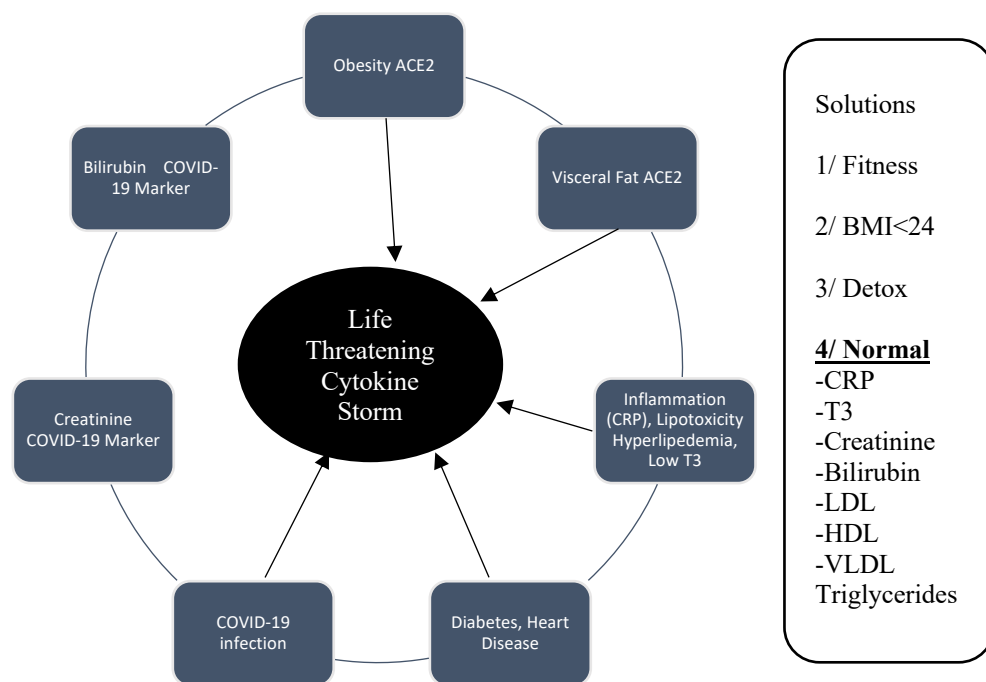 Obesity ACE2
Bilirubin COVID-
19 Marker
Visceral Fat ACE2
Life
Threatening
Cytokine
Storm
Creatinine
COVID-19 Marker
Inflammation
(CRP), Lipotoxicity
Hyperlipedemia,
Low T3
COVID-19
infection
Diabetes, Heart
Disease
Solutions
1/ Fitness
2/ BMI<24
3/ Detox
4/ Normal
-CRP
-T3
-Creatinine
-Bilirubin
-LDL
-HDL
-VLDL
Triglycerides